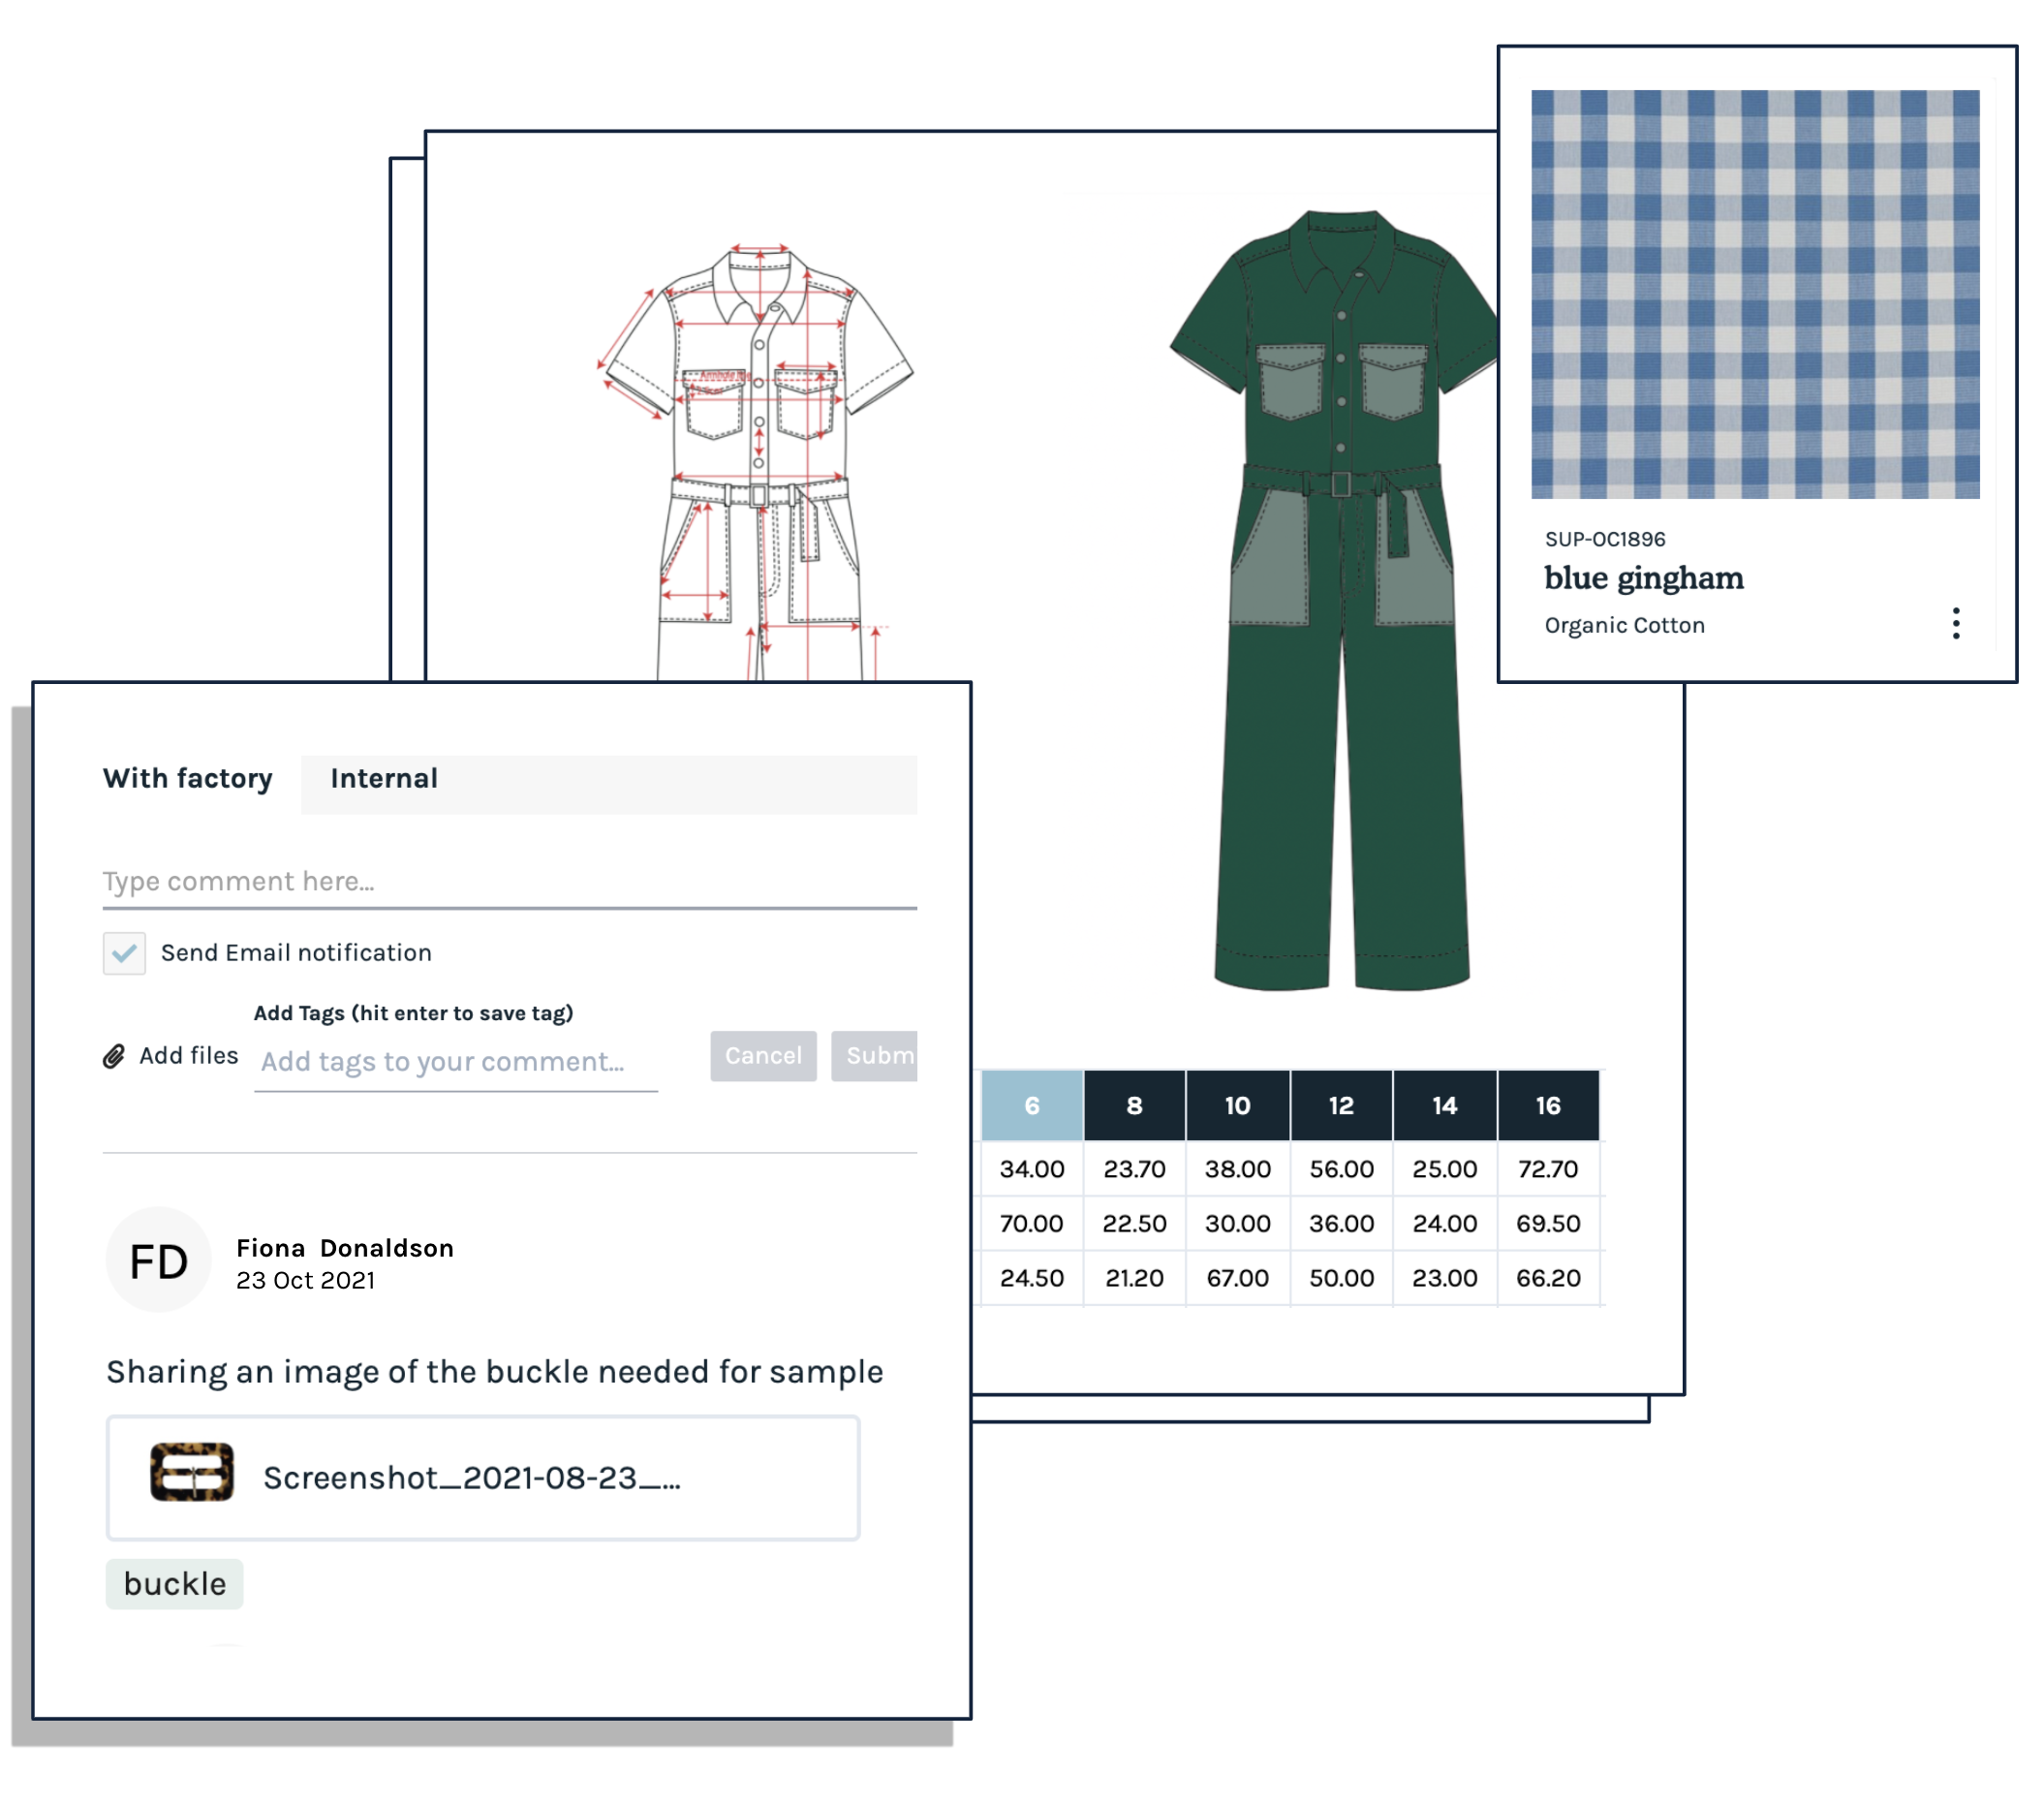 SUP-OC1896
blue gingham
Organic Cotton
With factory Internal
Type comment here...
Send Email notification
Add Tags (hit enter to save tag)
Add files Add tags to your comment... Cancel Subm
6 8 10 12 14 16
34.00 23.70 38.00 56.00 25.00 72.70
70.00 22.50 30.00 36.00 24.00 69.50
24.50 21.20 67.00 50.00 23.00 66.20
FD
Fiona Donaldson
23 Oct 2021
Sharing an image of the buckle needed for sample
Screenshot_2021-08-23_...
buckle